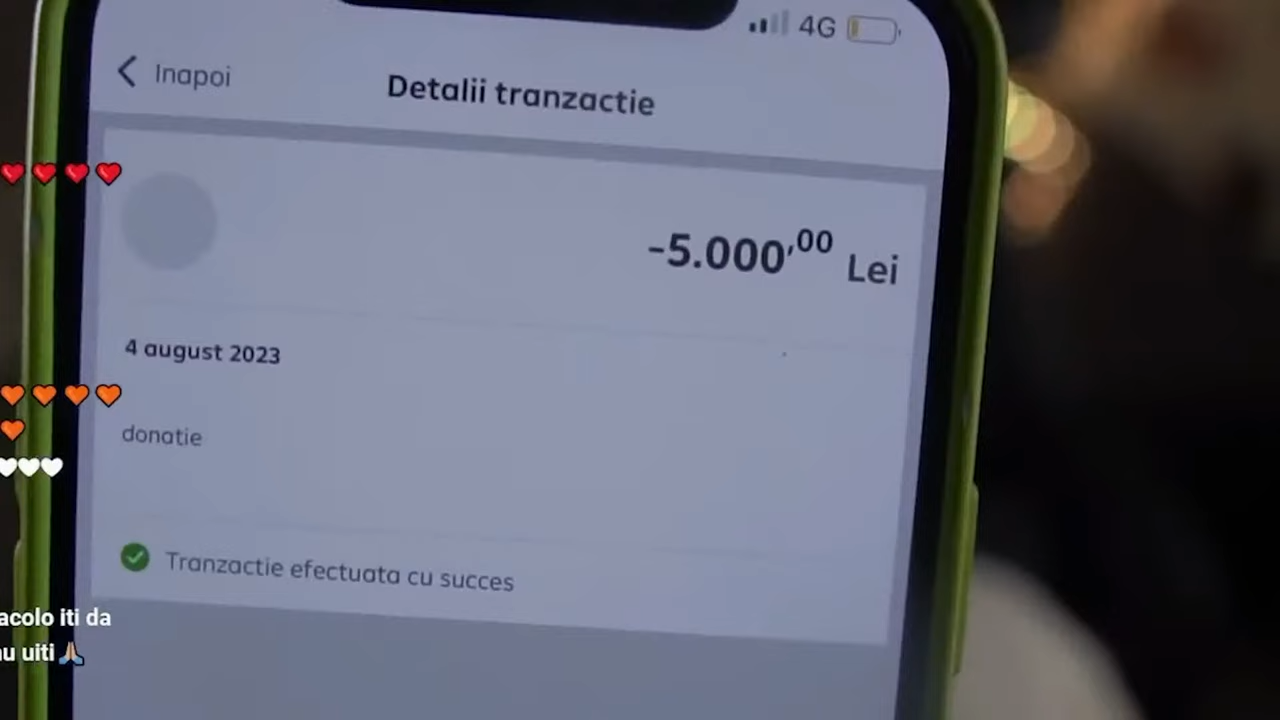 4G
Inapoi
Detalii tranzactie
-5.000,00 Lei
4 august 2023
donatie
Tranzactie efectuata cu succes
acolo iti da
uiti 🙏🏼